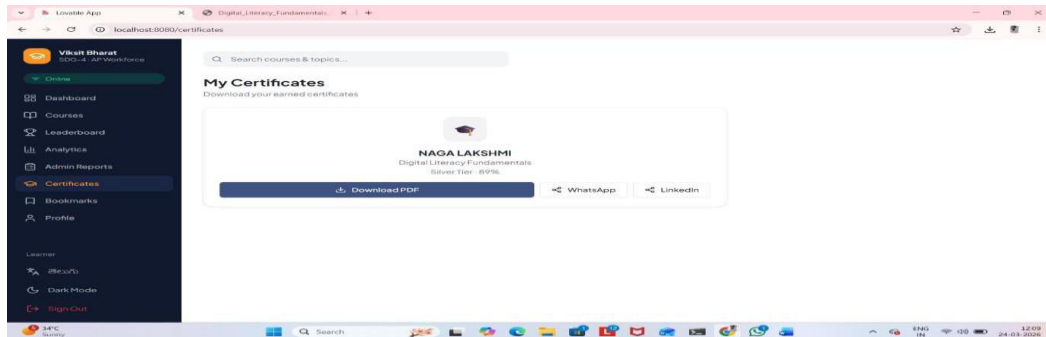 Lovable App
Digital_Literacy_Fundamentals_
localhost:8080/certificates
Viksit Bharat
SDG-4 · AP Workforce
Online
Dashboard
Courses
Leaderboard
Analytics
Admin Reports
Certificates
Bookmarks
Profile
Learner
తెలుగు
Dark Mode
Sign Out
Search courses & topics...
My Certificates
Download your earned certificates
NAGA LAKSHMI
Digital Literacy Fundamentals
Silver Tier · 89%
Download PDF
WhatsApp
LinkedIn
34°C
Sunny
Search
ENG
IN
12:09
24-03-2026